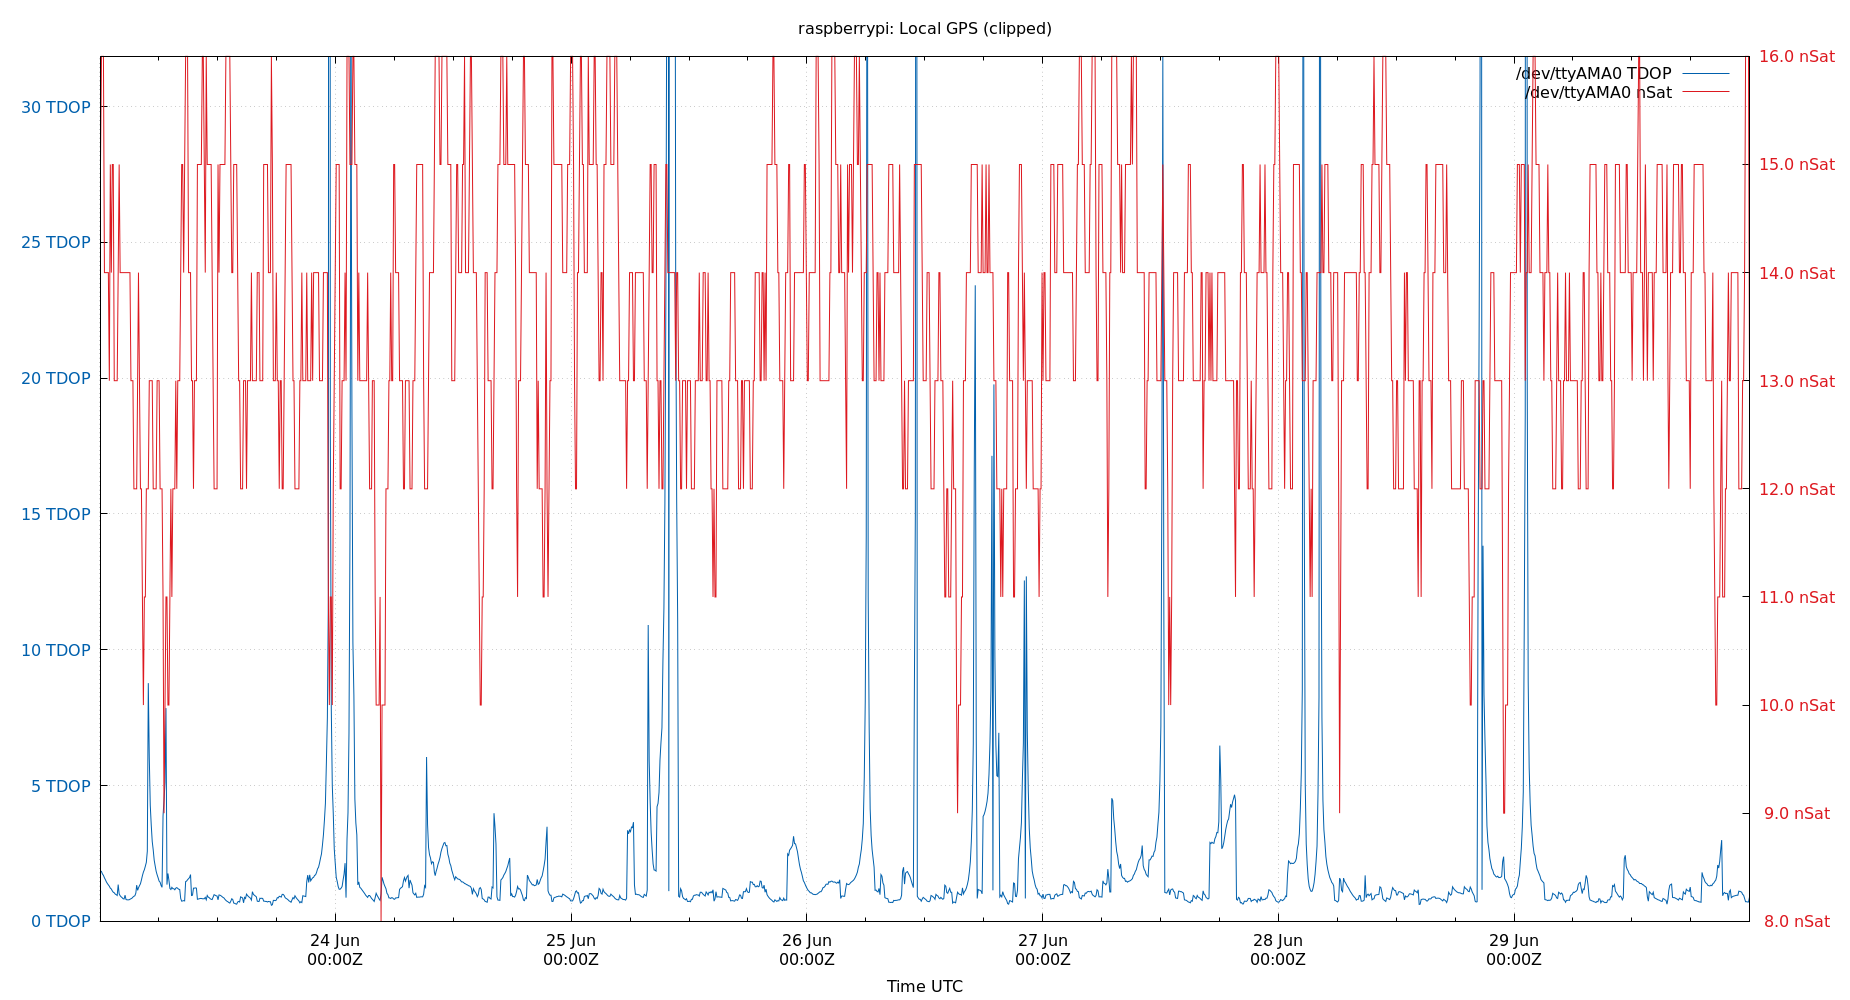 raspberrypi: Local GPS (clipped)
/dev/ttyAMA0 TDOP
/dev/ttyAMA0 nSat
30 TDOP
25 TDOP
20 TDOP
15 TDOP
10 TDOP
5 TDOP
0 TDOP
16.0 nSat
15.0 nSat
14.0 nSat
13.0 nSat
12.0 nSat
11.0 nSat
10.0 nSat
9.0 nSat
8.0 nSat
24 Jun
00:00Z
25 Jun
00:00Z
26 Jun
00:00Z
27 Jun
00:00Z
28 Jun
00:00Z
29 Jun
00:00Z
Time UTC